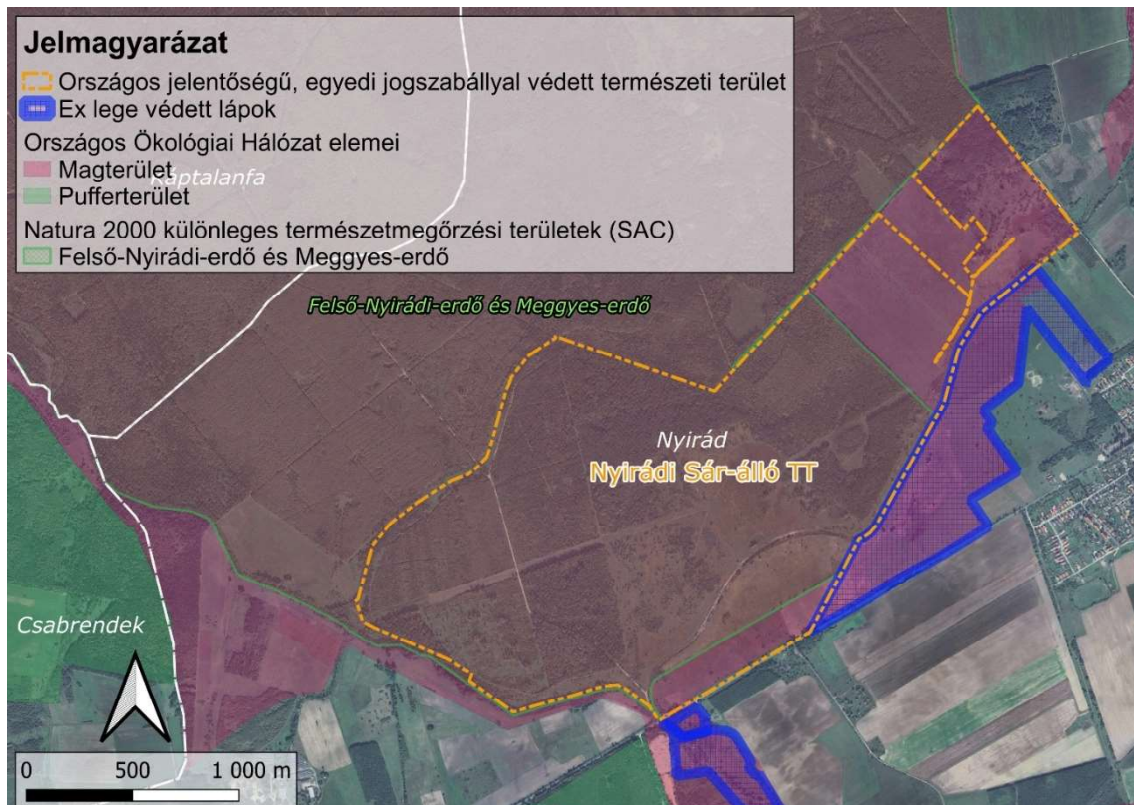 Jelmagyarázat
Országos jelentőségű, egyedi jogszabállyal védett természeti terület
Ex lege védett lápok
Országos Ökológiai Hálózat elemei
Magterület
Káptalanfa
Pufferterület
Natura 2000 különleges természetmegőrzési területek (SAC)
Felső-Nyirádi-erdő és Meggyes-erdő
Felső-Nyirádi-erdő és Meggyes-erdő
Nyirád
Nyirádi Sár-álló TT
Csabrendek
0 500 1 000 m